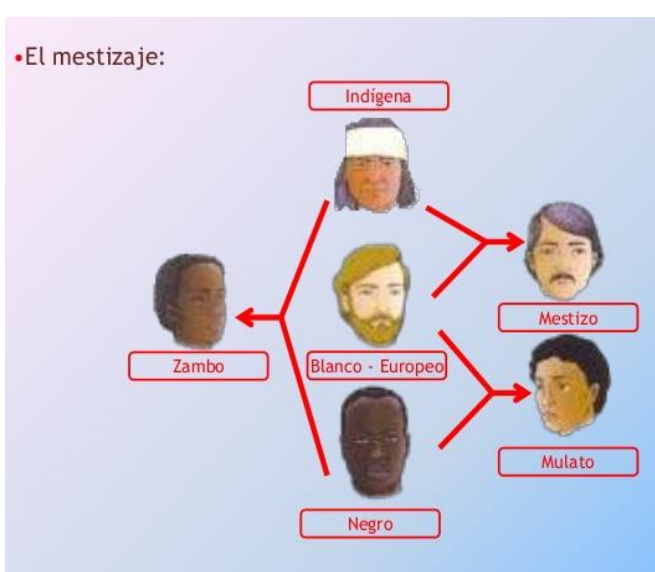 •El mestizaje:
Indígena
Mestizo
Zambo
Blanco - Europeo
Mulato
Negro